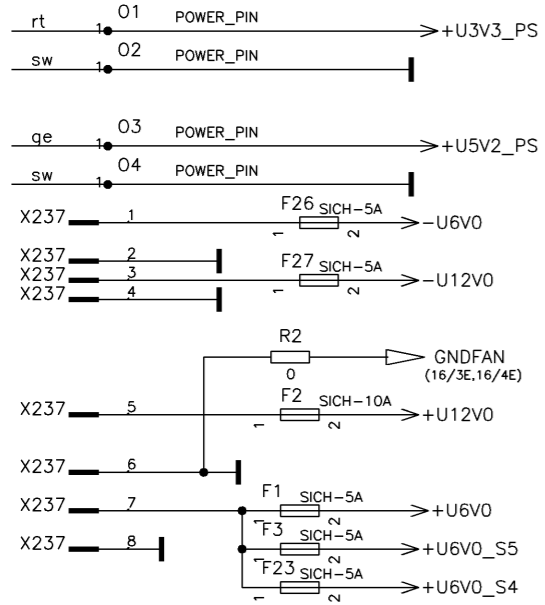 rt 1 O1 POWER_PIN +U3V3_PS
sw 1 O2 POWER_PIN
ge 1 O3 POWER_PIN +U5V2_PS
sw 1 O4 POWER_PIN
X237 1 F26 SICH-5A 1 2 -U6V0
X237 2
X237 3 F27 SICH-5A 1 2 -U12V0
X237 4
R2 0 GNDFAN
(16/3E,16/4E)
X237 5 F2 SICH-10A 1 2 +U12V0
X237 6
X237 7 F1 SICH-5A 1 2 +U6V0
X237 8 F3 SICH-5A 1 2 +U6V0_S5
F23 SICH-5A 1 2 +U6V0_S4